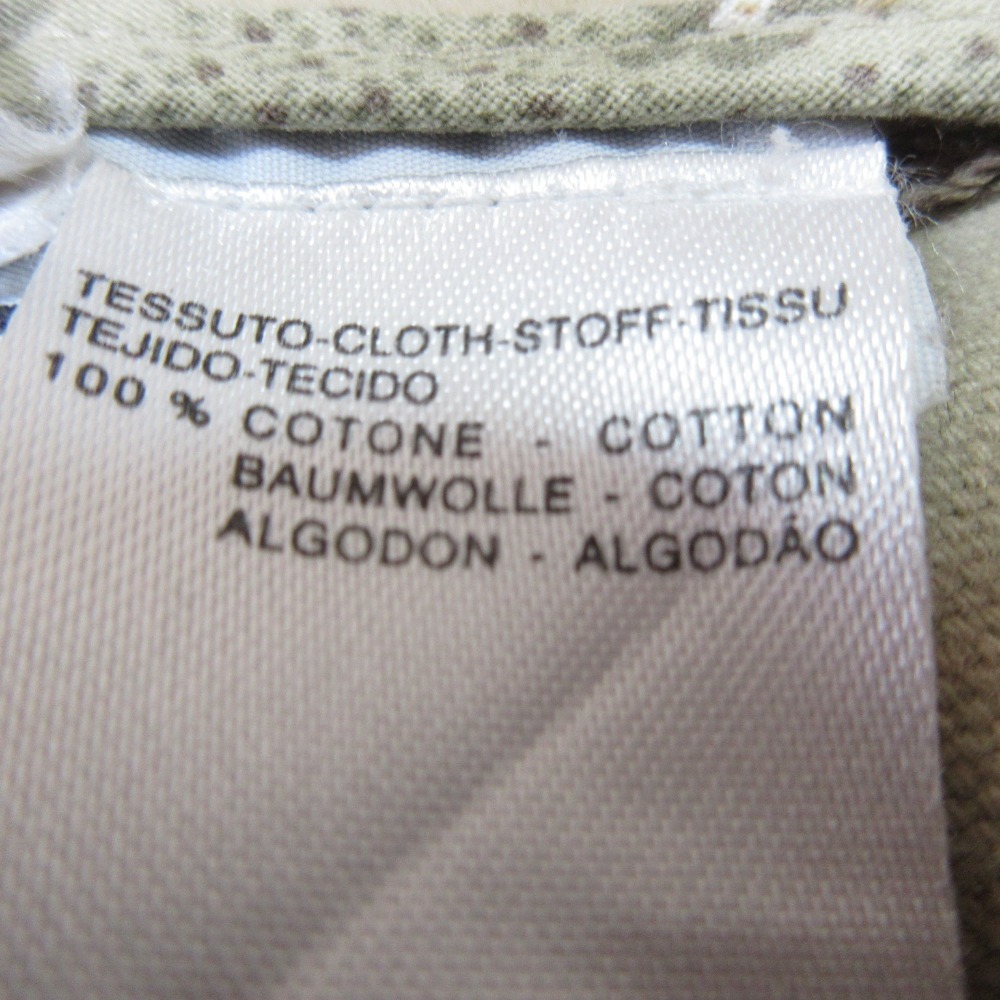 TESSUTO-CLOTH-STOFF-TISSU
TEJIDO-TECIDO
100 % COTONE - COTTON
BAUMWOLLE - COTON
ALGODON - ALGODÃO